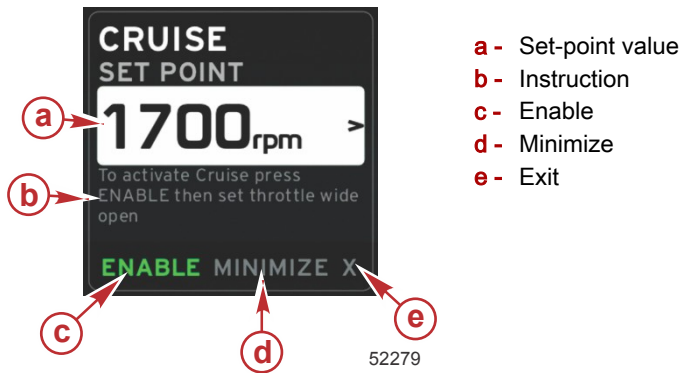 CRUISE
SET POINT
1700rpm >
To activate Cruise press
ENABLE then set throttle wide
open
ENABLE MINIMIZE X
a
b
c
d
e
52279
a - Set-point value
b - Instruction
c - Enable
d - Minimize
e - Exit